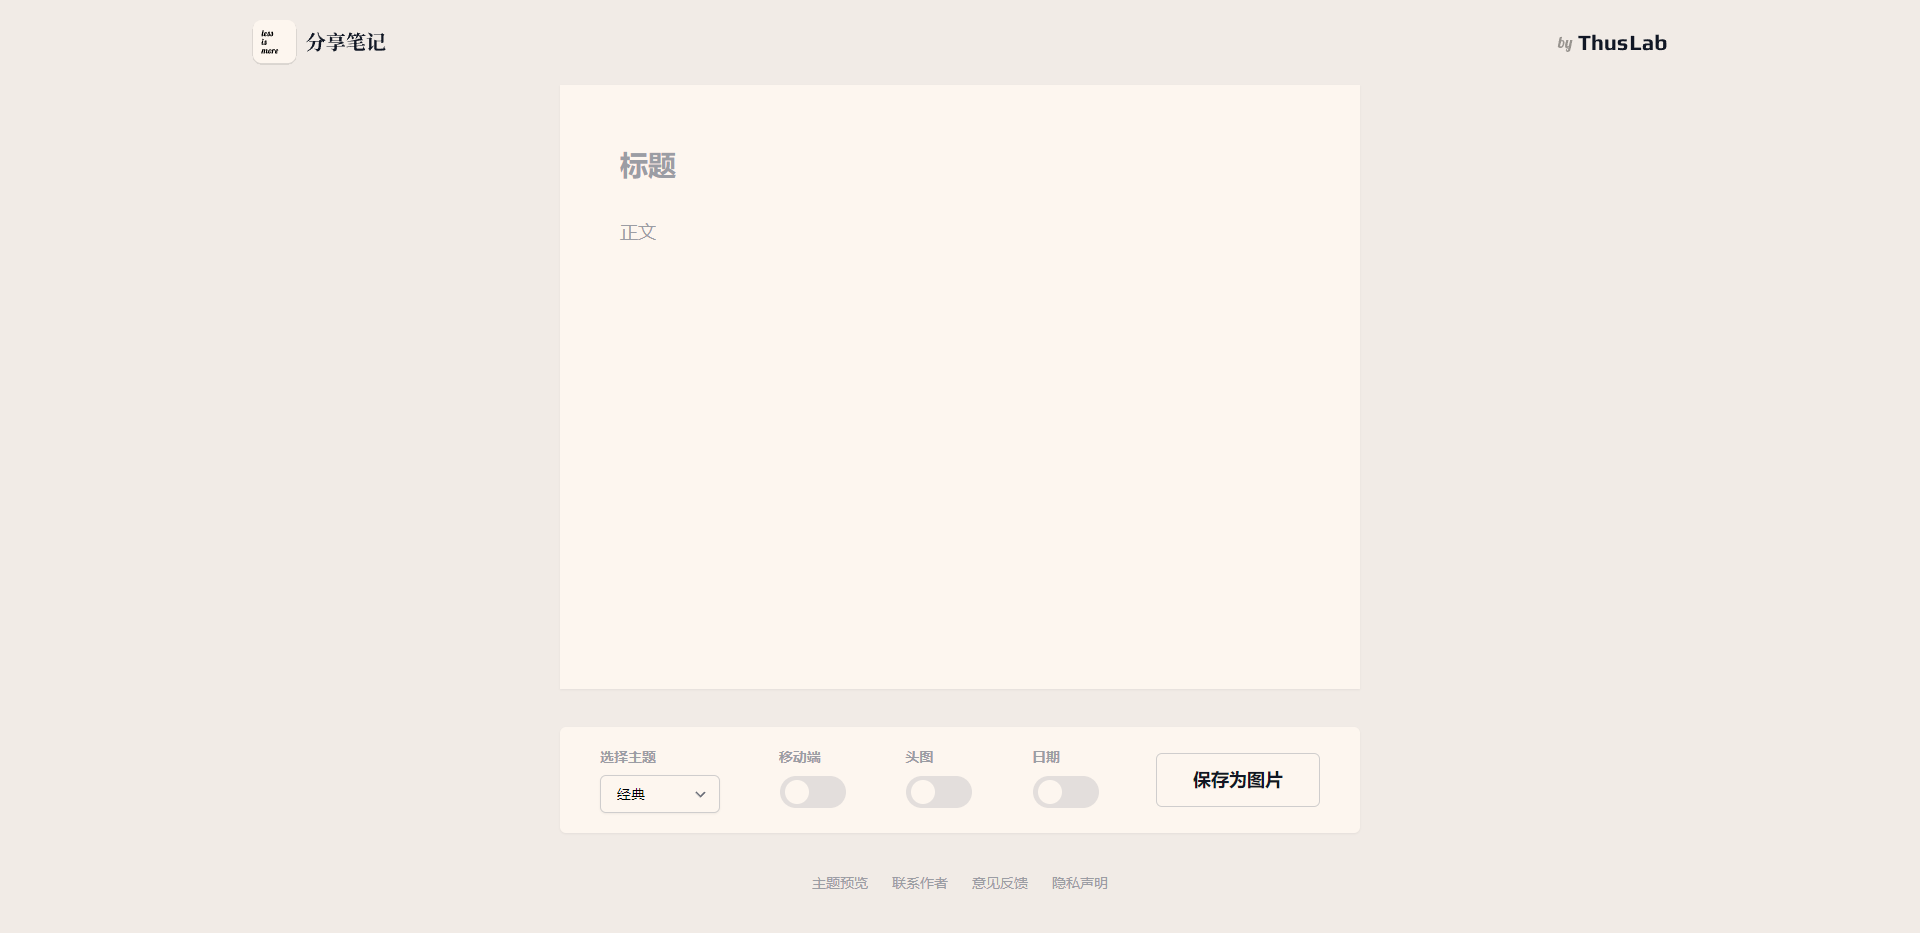 less
is
more
分享笔记
by ThusLab
标题
正文
选择主题
移动端
头图
日期
经典
保存为图片
主题预览
联系作者
意见反馈
隐私声明